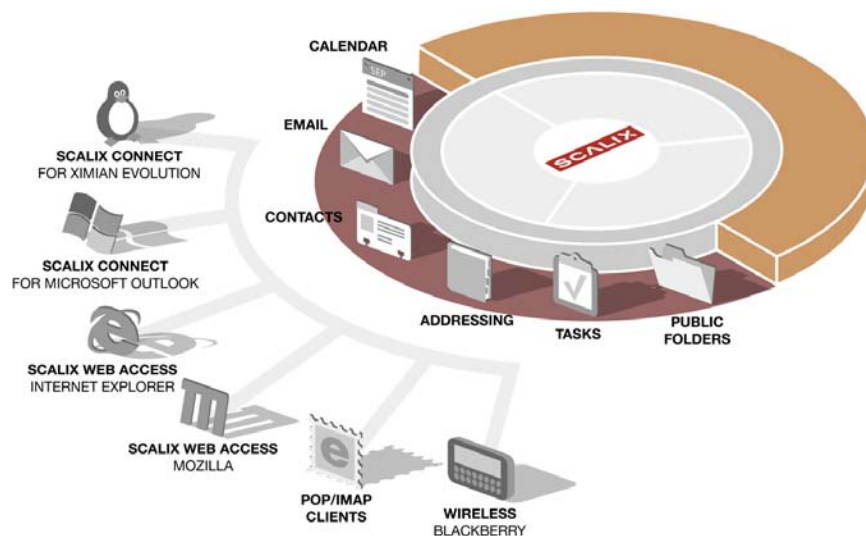 CALENDAR
SEP
EMAIL
SCALIX
SCALIX CONNECT
FOR XIMIAN EVOLUTION
CONTACTS
SCALIX CONNECT
FOR MICROSOFT OUTLOOK
ADDRESSING
TASKS
PUBLIC
FOLDERS
SCALIX WEB ACCESS
INTERNET EXPLORER
SCALIX WEB ACCESS
MOZILLA
POP/IMAP
CLIENTS
WIRELESS
BLACKBERRY